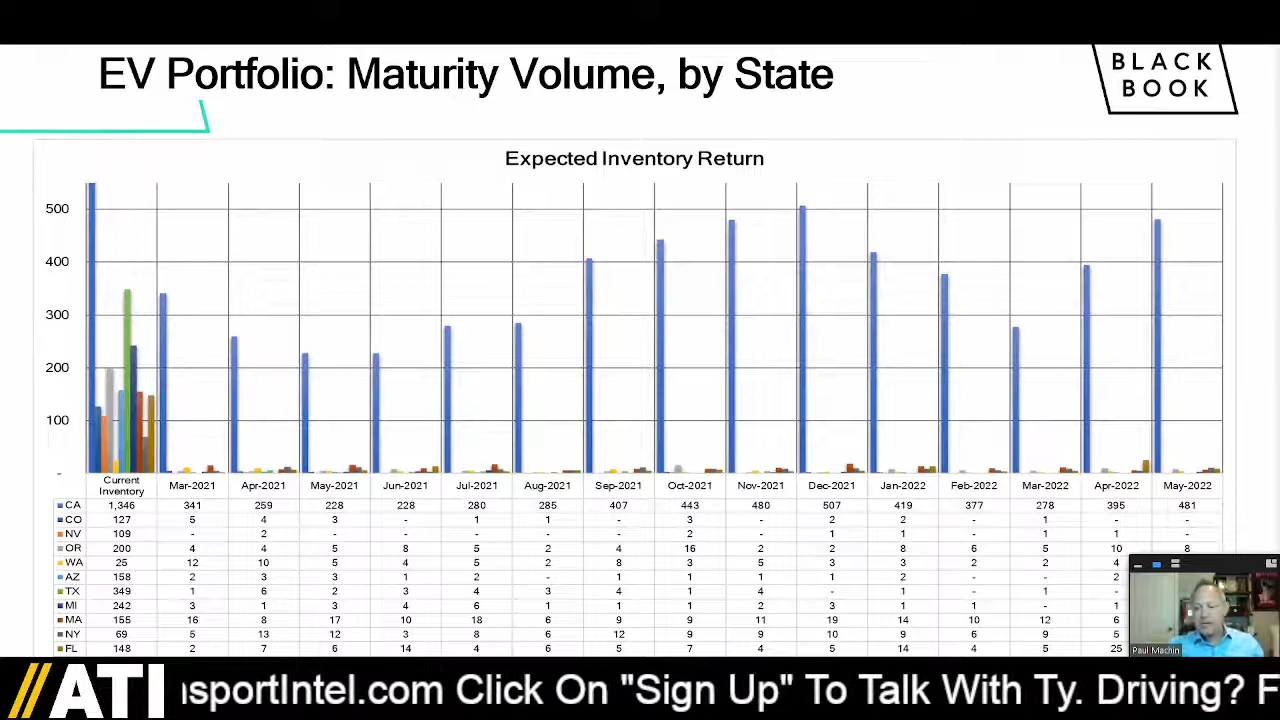 EV Portfolio: Maturity Volume, by State
BLACK
BOOK
Expected Inventory Return
500
400
300
200
100
-
Current Inventory Mar-2021 Apr-2021 May-2021 Jun-2021 Jul-2021 Aug-2021 Sep-2021 Oct-2021 Nov-2021 Dec-2021 Jan-2022 Feb-2022 Mar-2022 Apr-2022 May-2022
CA 1,346 341 259 228 228 280 285 407 443 480 507 419 377 278 395 481
CO 127 5 4 3 - 1 1 - 3 - 2 2 - 1 - -
NV 109 - 2 - - - - - 2 - 1 1 - 1 1 -
OR 200 4 4 5 8 5 2 4 16 2 2 8 6 5 10 8
WA 25 12 10 5 4 2 8 3 5 3 3 2 2 4
AZ 158 2 3 3 1 2 - 1 1 1 1 2 - - 2
TX 349 1 6 2 3 4 3 4 1 4 - 1 - 1 -
MI 242 3 1 3 4 6 1 1 1 2 3 1 1 - 1
MA 155 16 8 17 10 18 6 9 9 11 19 14 10 12 6
NY 69 5 13 12 3 8 6 12 9 9 10 9 6 9 5
FL 148 2 7 6 14 4 6 5 7 4 5 14 4 5 25
Paul Machin
ATI
sportIntel.com Click On "Sign Up" To Talk With Ty. Driving? F